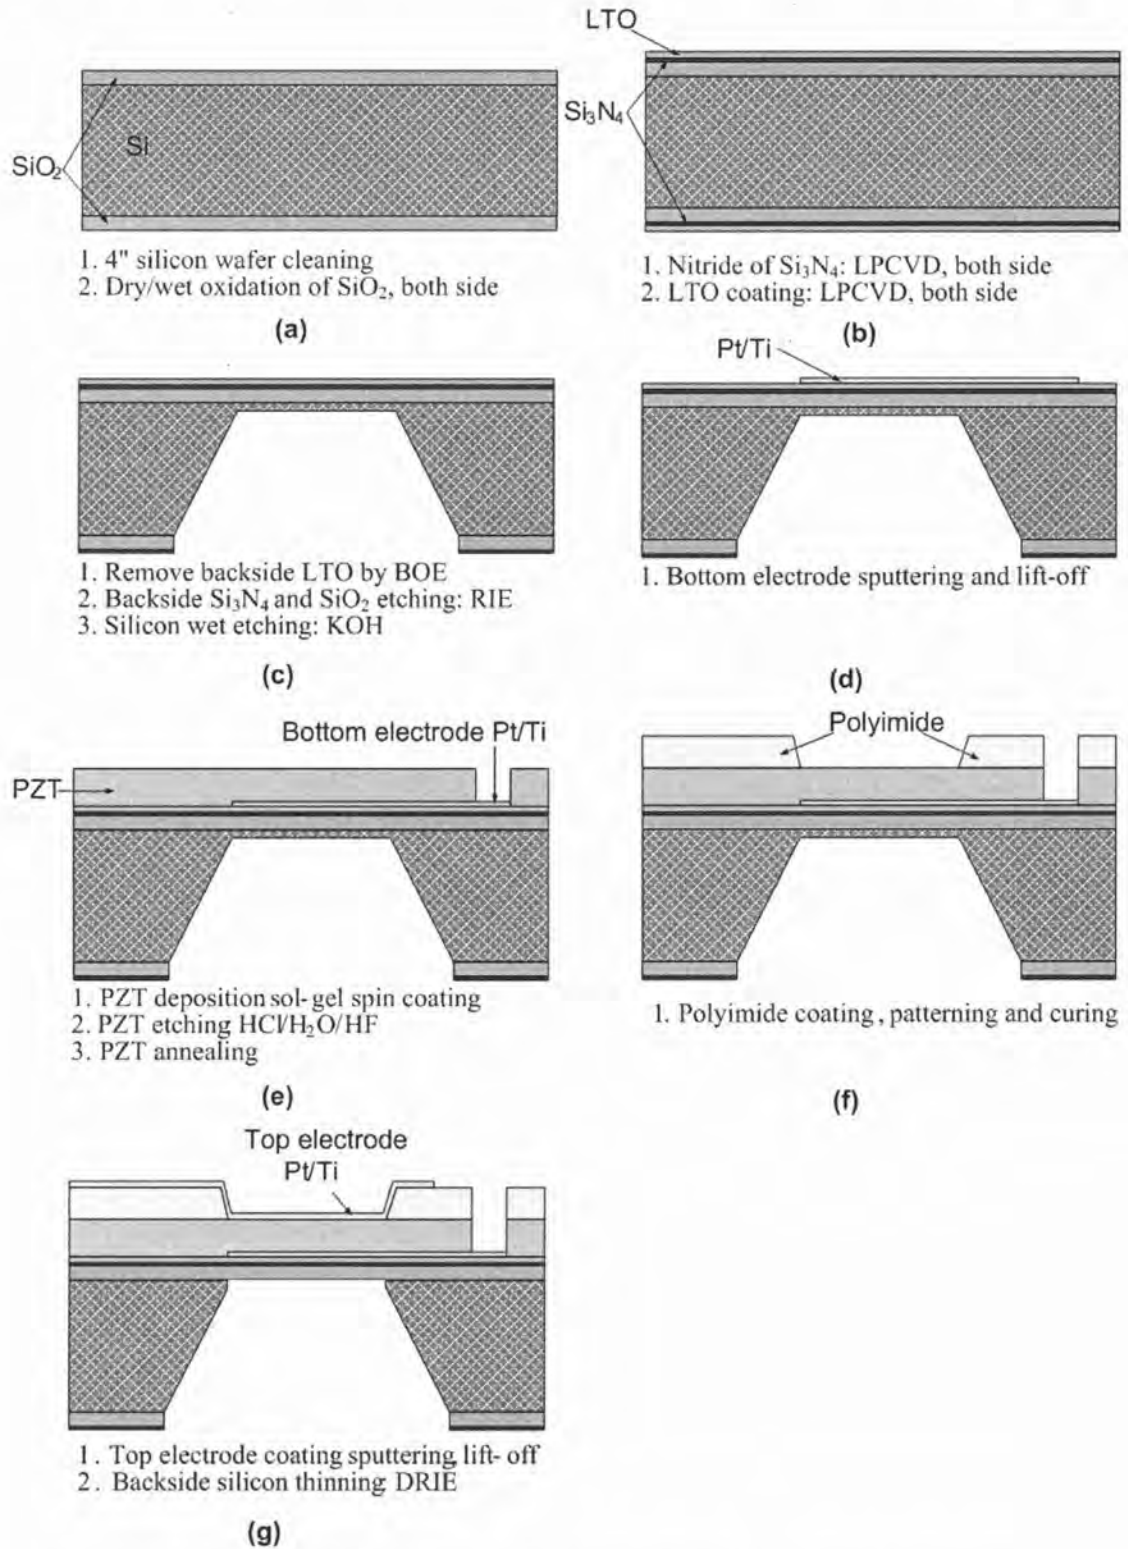 LTO
Si
SiO₂
Si₃N₄
1. 4" silicon wafer cleaning
2. Dry/wet oxidation of SiO₂, both side
(a)
1. Nitride of Si₃N₄: LPCVD, both side
2. LTO coating: LPCVD, both side
(b)
Pt/Ti
1. Remove backside LTO by BOE
2. Backside Si₃N₄ and SiO₂ etching: RIE
3. Silicon wet etching: KOH
(c)
1. Bottom electrode sputtering and lift-off
(d)
Bottom electrode Pt/Ti
PZT
1. PZT deposition sol-gel spin coating
2. PZT etching HCl/H₂O/HF
3. PZT annealing
(e)
Polyimide
1. Polyimide coating, patterning and curing
(f)
Top electrode
Pt/Ti
1. Top electrode coating sputtering lift-off
2. Backside silicon thinning DRIE
(g)